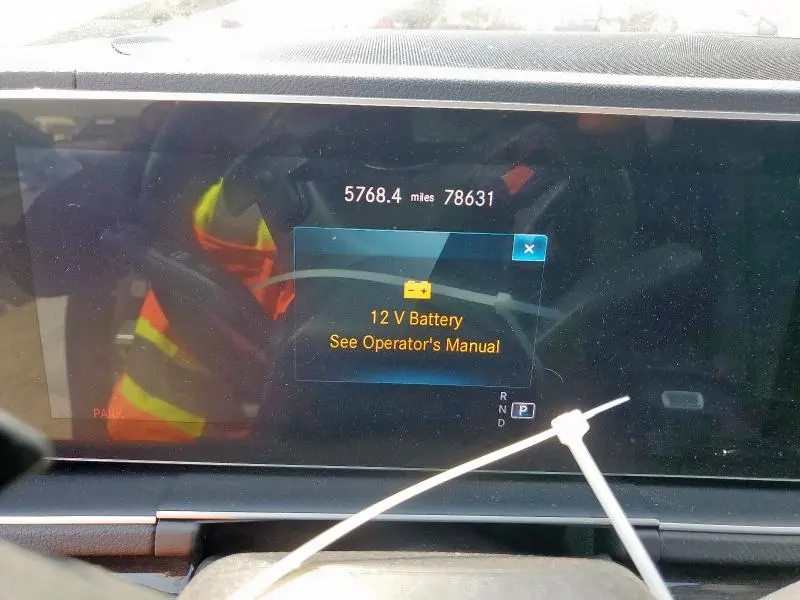 5768.4 miles 78631
×
12 V Battery
See Operator's Manual
R
N P
D
PARK